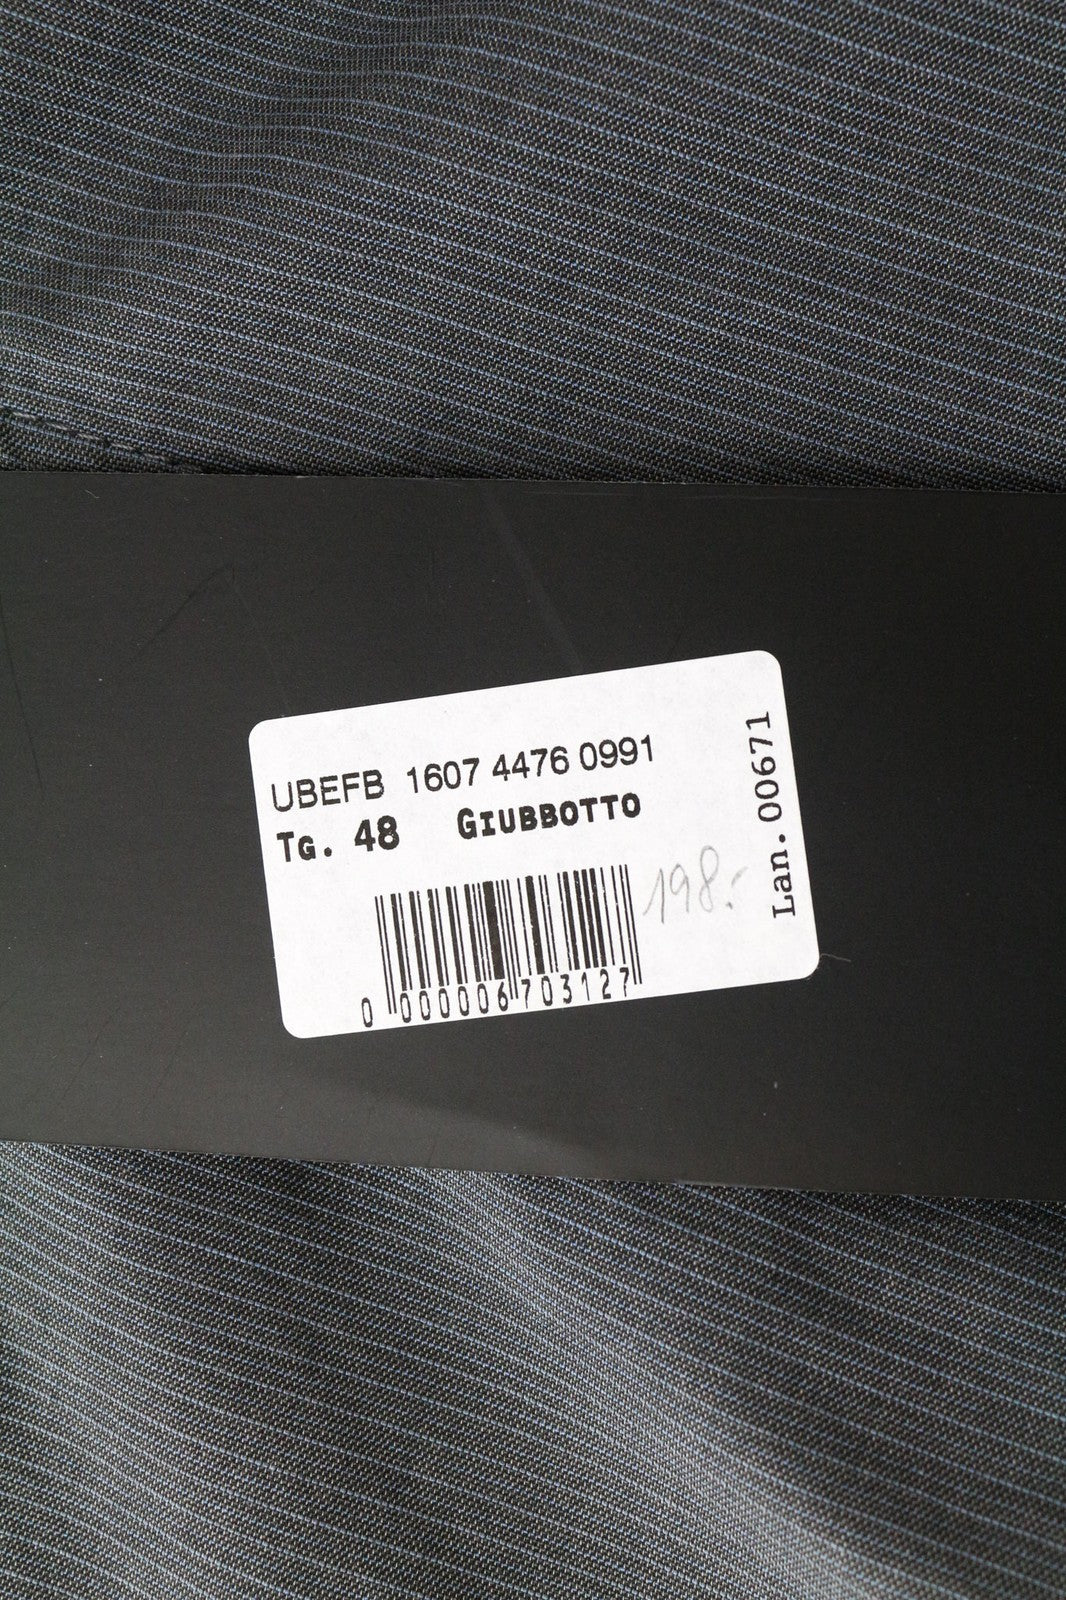 UBEFB 1607 4476 0991
Tg. 48 GIUBBOTTO
198.-
0 000006 703127
Lan. 00671